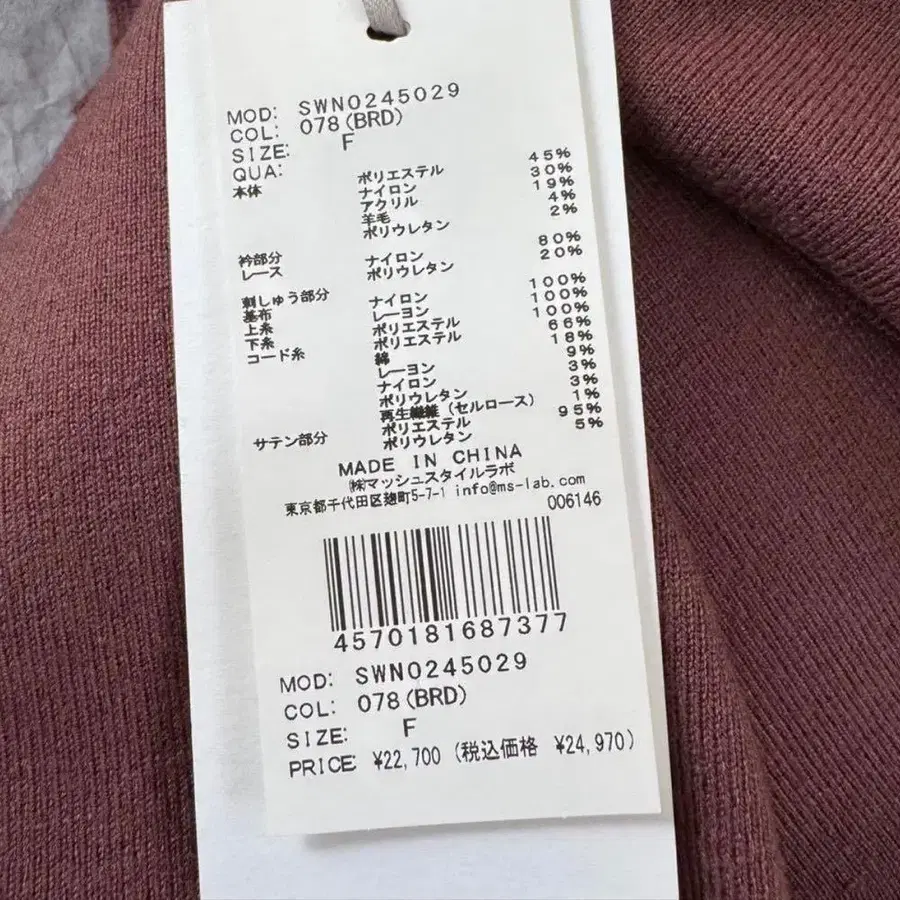 MOD: SWN0245029
COL: 078(BRD)
SIZE: F
QUA:
本体 ポリエステル 45%
ナイロン 30%
アクリル 19%
羊毛 4%
ポリウレタン 2%
衿部分
レース ナイロン 80%
ポリウレタン 20%
刺しゅう部分
基布 ナイロン 100%
上糸 レーヨン 100%
下糸 ポリエステル 100%
コード糸 ポリエステル 66%
綿 18%
レーヨン 9%
ナイロン 3%
ポリウレタン 3%
再生繊維（セルロース） 1%
サテン部分 ポリエステル 95%
ポリウレタン 5%
MADE IN CHINA
㈱マッシュスタイルラボ
東京都千代田区麹町5-7-1 info@ms-lab.com
006146
4570181687377
MOD: SWN0245029
COL: 078(BRD)
SIZE: F
PRICE: ¥22,700 (税込価格 ¥24,970)